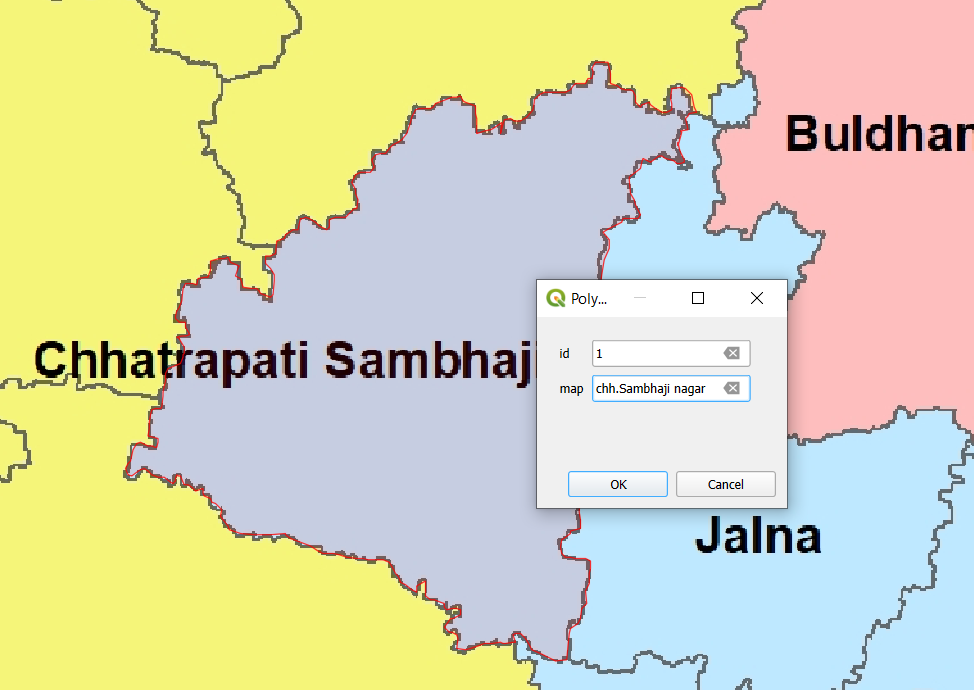 Buldhan
Poly...
Chhatrapati Sambhaji
id 1
map chh.Sambhaji nagar
OK Cancel
Jalna